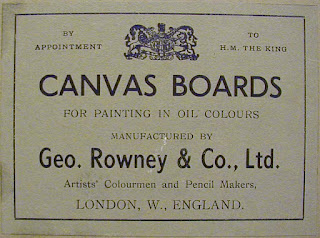 BY
APPOINTMENT
TO
H.M. THE KING
CANVAS BOARDS
FOR PAINTING IN OIL COLOURS
MANUFACTURED BY
Geo. Rowney & Co., Ltd.
Artists' Colourmen and Pencil Makers,
LONDON, W., ENGLAND.